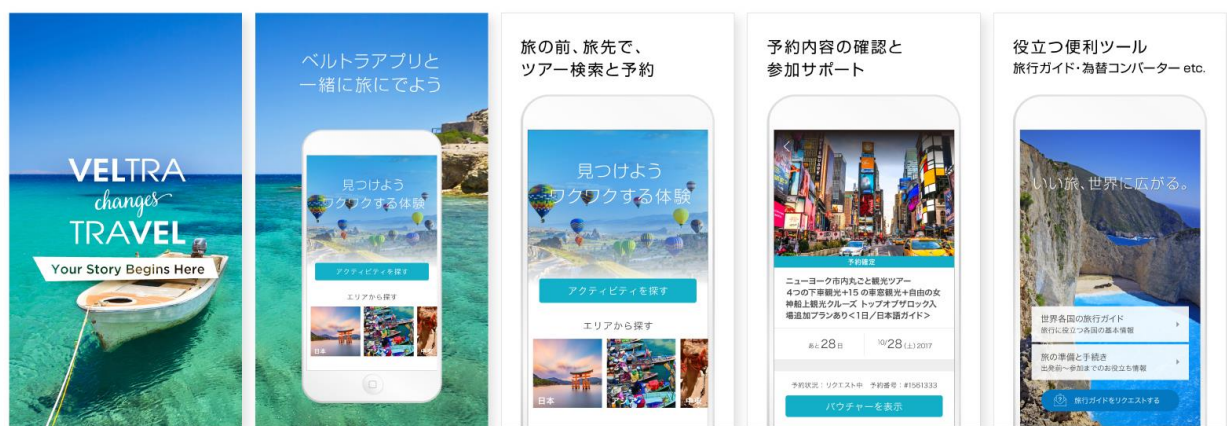 VELTRA
changes
TRAVEL
Your Story Begins Here
ベルトラアプリと
一緒に旅にでよう
見つけよう
ワクワクする体験
アクティビティを探す
エリアから探す
日本
アジア
中南
旅の前、旅先で、
ツアー検索と予約
見つけよう
ワクワクする体験
アクティビティを探す
エリアから探す
日本
アジア
中南
予約内容の確認と
参加サポート
予約確定
ニューヨーク市内丸ごと観光ツアー
4つの下車観光+15 の車窓観光+自由の女
神船上観光クルーズ トップオブザロック入
場追加プランあり<1日/日本語ガイド>
あと 28 日
10/28 (土) 2017
予約状況:リクエスト中 予約番号:#1561333
バウチャーを表示
役立つ便利ツール
旅行ガイド・為替コンバーター etc.
いい旅、世界に広がる。
世界各国の旅行ガイド
旅行に役立つ各国の基本情報
旅の準備と手続き
出発前~参加までのお役立ち情報
旅行ガイドをリクエストする